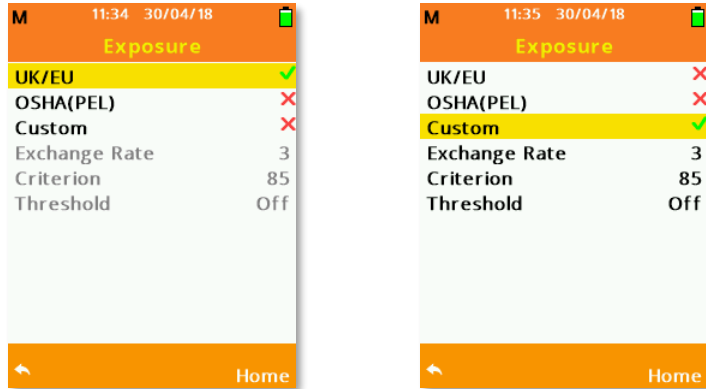 M 11:34 30/04/18
Exposure
UK/EU
OSHA(PEL)
Custom
Exchange Rate 3
Criterion 85
Threshold Off
Home
M 11:35 30/04/18
Exposure
UK/EU
OSHA(PEL)
Custom
Exchange Rate 3
Criterion 85
Threshold Off
Home